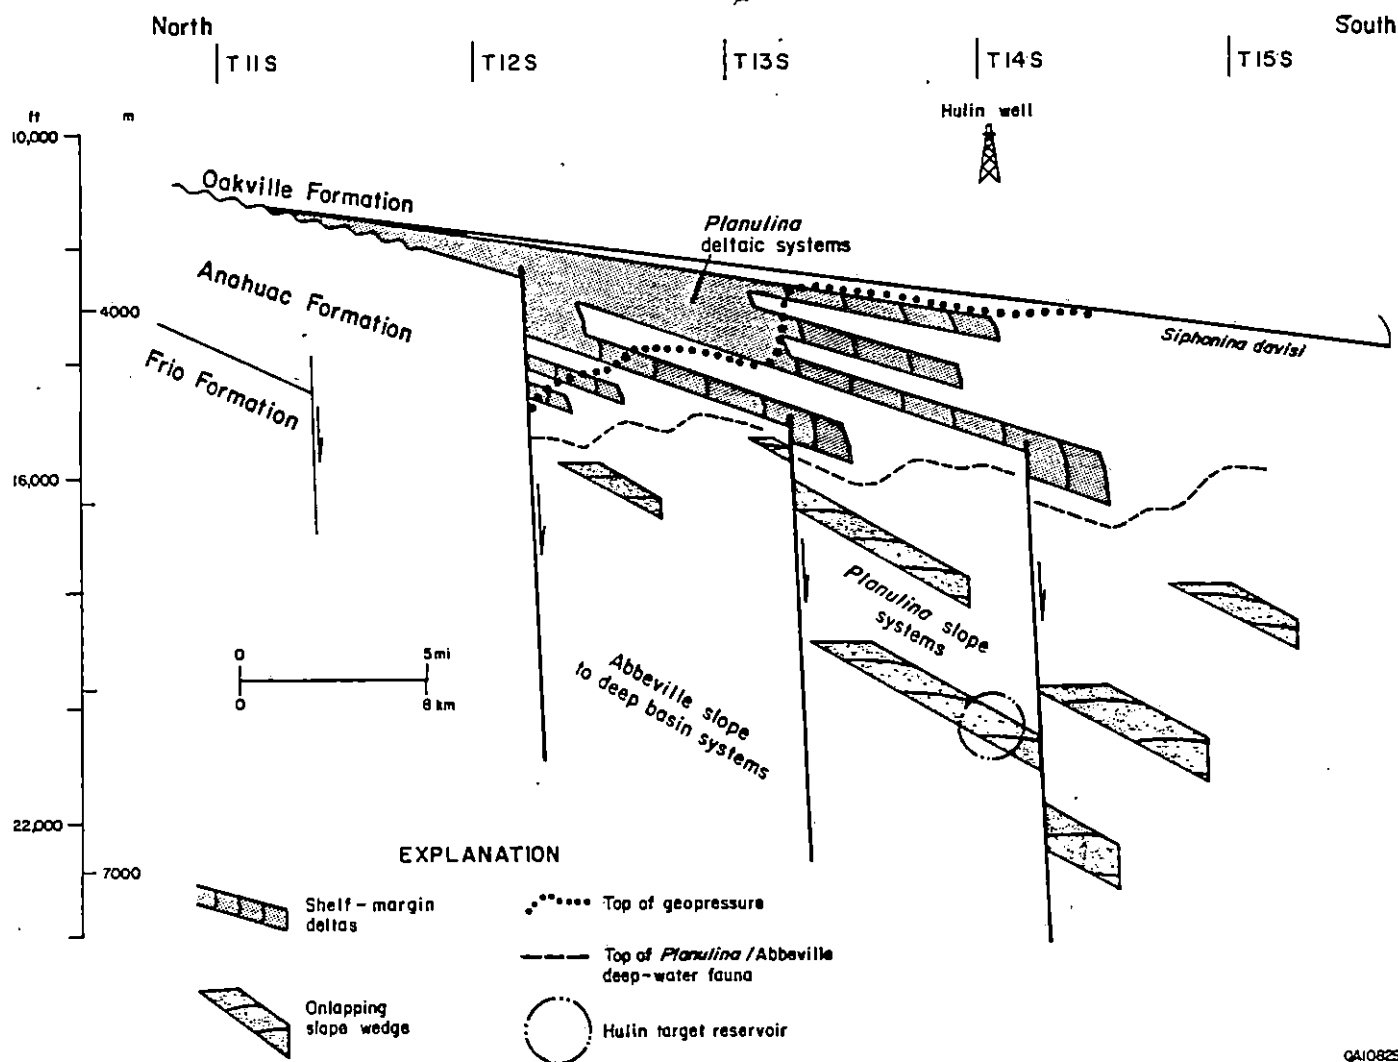 North
South
T11S
T12S
T13S
T14S
T15S
ft
m
Hulin well
10,000
Oakville Formation
Planulina
deltaic systems
Anahuac Formation
4000
Siphonina davisi
Frio Formation
16,000
Planulina slope
systems
0
5mi
0
8km
Abbeville slope
to deep basin systems
22,000
EXPLANATION
7000
Shelf-margin
deltas
Top of geopressure
Top of Planulina/Abbeville
deep-water fauna
Onlapping
slope wedge
Hulin target reservoir